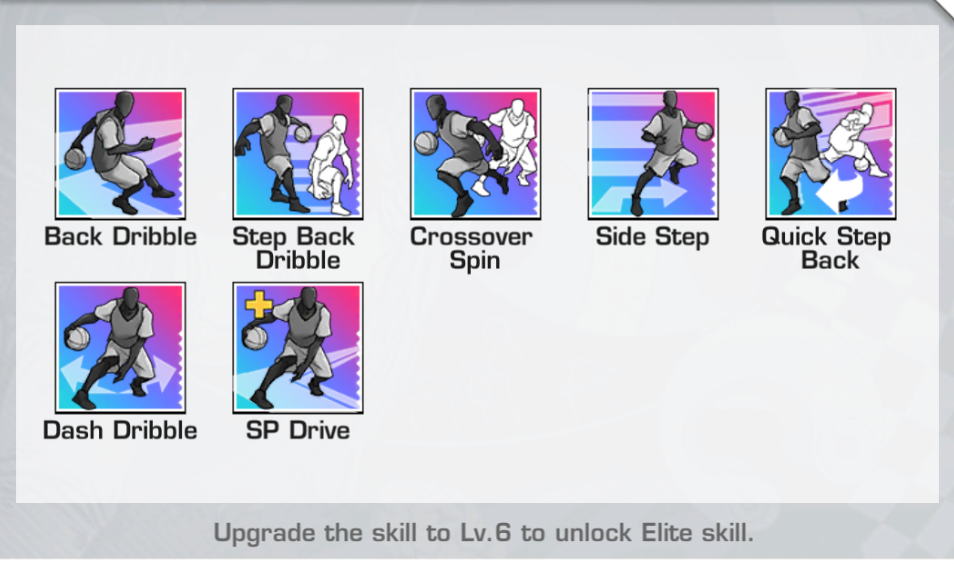 Back Dribble
Step Back
Dribble
Crossover
Spin
Side Step
Quick Step
Back
Dash Dribble
SP Drive
Upgrade the skill to Lv.6 to unlock Elite skill.